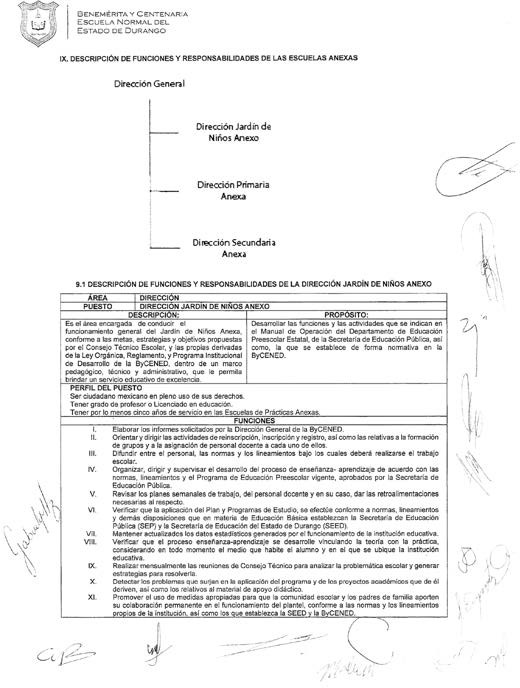 BENEMÉRITA Y CENTENARIA
ESCUELA NORMAL DEL
ESTADO DE DURANGO
IX. DESCRIPCIÓN DE FUNCIONES Y RESPONSABILIDADES DE LAS ESCUELAS ANEXAS
Dirección General
Dirección Jardín de
Niños Anexo
Dirección Primaria
Anexa
Dirección Secundaria
Anexa
9.1 DESCRIPCIÓN DE FUNCIONES Y RESPONSABILIDADES DE LA DIRECCIÓN JARDÍN DE NIÑOS ANEXO
ÁREA DIRECCIÓN
PUESTO DIRECCIÓN JARDÍN DE NIÑOS ANEXO
DESCRIPCIÓN:
Es el área encargada de conducir el
funcionamiento general del Jardín de Niños Anexa,
conforme a las metas, estrategias y objetivos propuestas
por el Consejo Técnico Escolar, y las propias derivadas
de la Ley Orgánica, Reglamento, y Programa Institucional
de Desarrollo de la ByCENED, dentro de un marco
pedagógico, técnico y administrativo, que le permita
brindar un servicio educativo de excelencia.
PROPÓSITO:
Desarrollar las funciones y las actividades que se indican en
el Manual de Operación del Departamento de Educación
Preescolar Estatal, de la Secretaría de Educación Pública, así
como, la que se establece de forma normativa en la
ByCENED.
PERFIL DEL PUESTO
Ser ciudadano mexicano en pleno uso de sus derechos.
Tener grado de profesor o Licenciado en educación.
Tener por lo menos cinco años de servicio en las Escuelas de Prácticas Anexas.
FUNCIONES
I. Elaborar los informes solicitados por la Dirección General de la ByCENED.
II. Orientar y dirigir las actividades de reinscripción, inscripción y registro, así como las relativas a la formación
de grupos y a la asignación de personal docente a cada uno de ellos.
III. Difundir entre el personal, las normas y los lineamientos bajo los cuales deberá realizarse el trabajo
escolar.
IV. Organizar, dirigir y supervisar el desarrollo del proceso de enseñanza- aprendizaje de acuerdo con las
normas, lineamientos y el Programa de Educación Preescolar vigente, aprobados por la Secretaría de
Educación Pública.
V. Revisar los planes semanales de trabajo, del personal docente y en su caso, dar las retroalimentaciones
necesarias al respecto.
VI. Verificar que la aplicación del Plan y Programas de Estudio, se efectúe conforme a normas, lineamientos
y demás disposiciones que en materia de Educación Básica establezcan la Secretaría de Educación
Pública (SEP) y la Secretaría de Educación del Estado de Durango (SEED).
VII. Mantener actualizados los datos estadísticos generados por el funcionamiento de la institución educativa.
VIII. Verificar que el proceso enseñanza-aprendizaje se desarrolle vinculando la teoría con la práctica,
considerando en todo momento el medio que habite el alumno y en el que se ubique la institución
educativa.
IX. Realizar mensualmente las reuniones de Consejo Técnico para analizar la problemática escolar y generar
estrategias para resolverla.
X. Detectar los problemas que surjan en la aplicación del programa y de los proyectos académicos que de él
deriven, así como los relativos al material de apoyo didáctico.
XI. Promover el uso de medidas apropiadas para que la comunidad escolar y los padres de familia aporten
su colaboración permanente en el funcionamiento del plantel, conforme a las normas y los lineamientos
propios de la institución, así como los que establezca la SEED y la ByCENED.